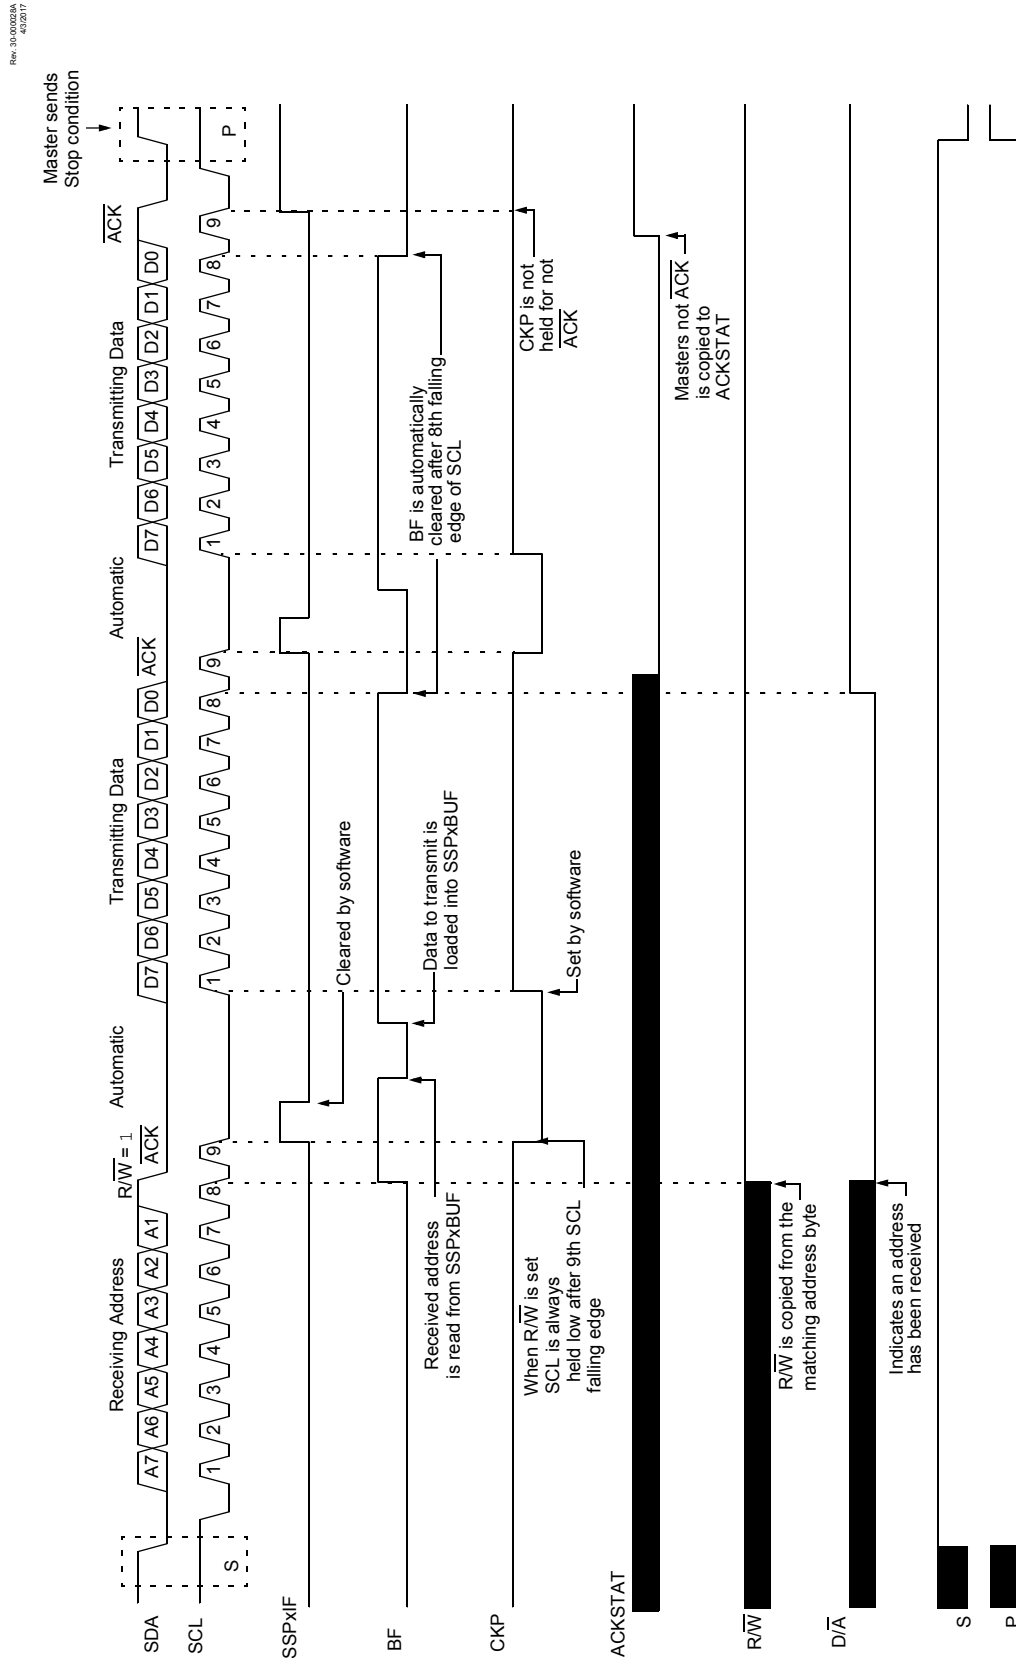 Rev. 30-000028A
4/3/2017
Master sends
Stop condition
Receiving Address
R/W = 1
Automatic
Transmitting Data
Automatic
Transmitting Data
ACK
ACK
ACK
SDA
A7 A6 A5 A4 A3 A2 A1
D7 D6 D5 D4 D3 D2 D1 D0
D7 D6 D5 D4 D3 D2 D1 D0
SCL
S
1 2 3 4 5 6 7 8 9
1 2 3 4 5 6 7 8 9
1 2 3 4 5 6 7 8 9
P
SSPxIF
Cleared by software
BF
Received address
is read from SSPxBUF
Data to transmit is
loaded into SSPxBUF
BF is automatically
cleared after 8th falling
edge of SCL
CKP
When R/W is set
SCL is always
held low after 9th SCL
falling edge
Set by software
CKP is not
held for not
ACK
ACKSTAT
Masters not ACK
is copied to
ACKSTAT
R/W
R/W is copied from the
matching address byte
D/A
Indicates an address
has been received
S
P